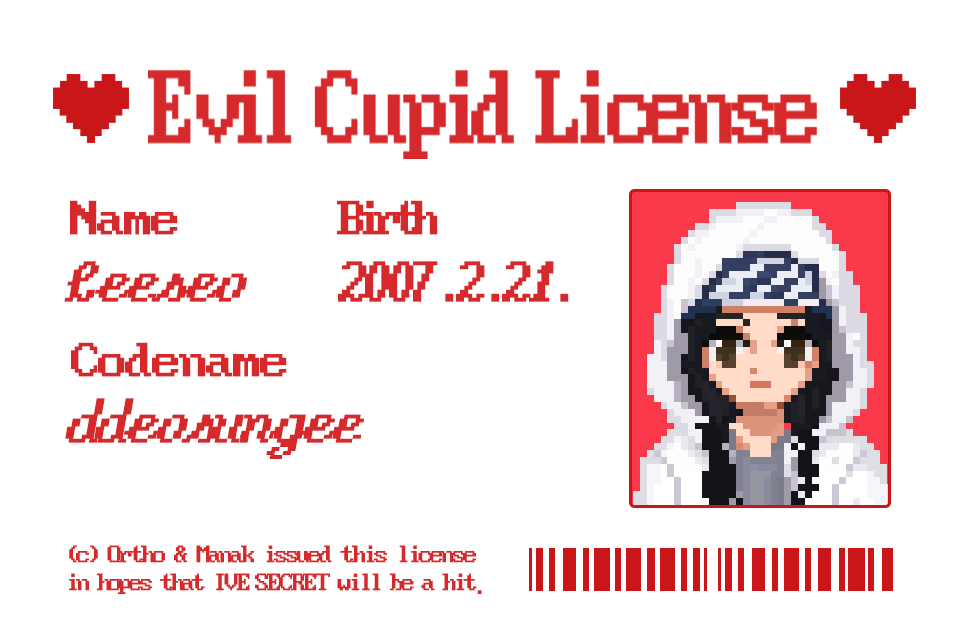 Evil Cupid License
Name
Leeseo
Birth
2007.2.21.
Codename
ddeosungee
(c) Ortho & Manak issued this license
in hopes that IVE SECRET will be a hit.